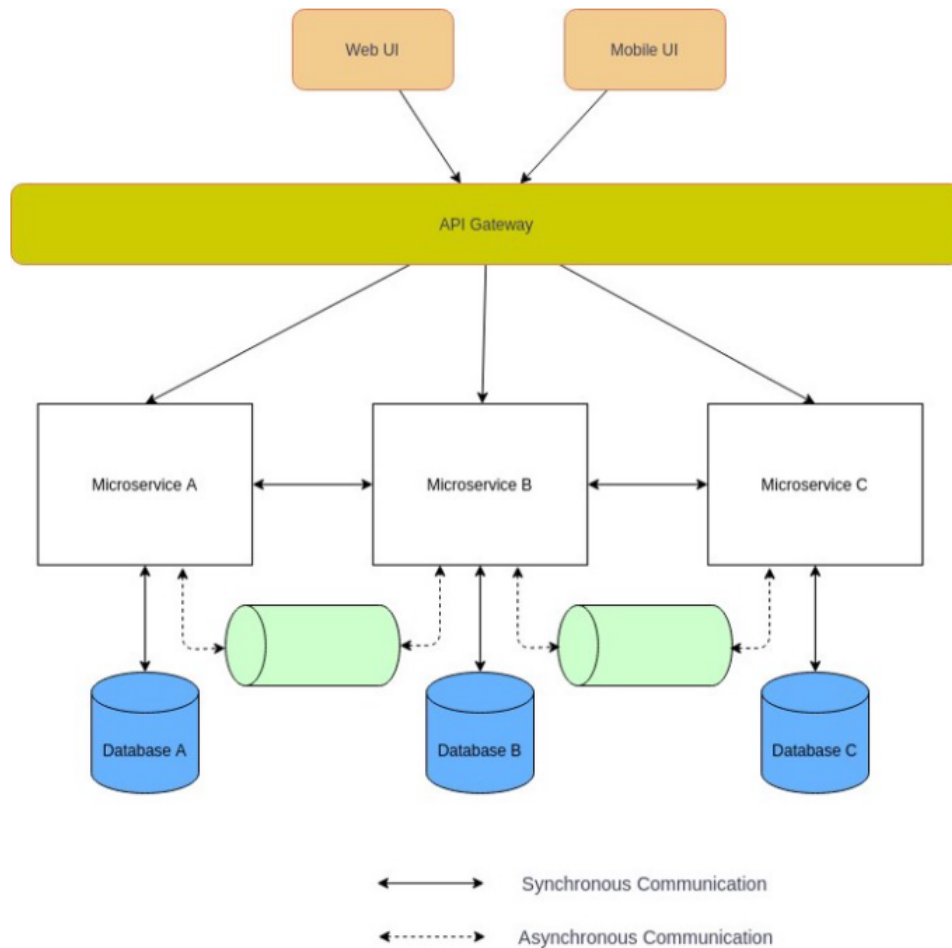 Web UI
Mobile UI
API Gateway
Microservice A
Microservice B
Microservice C
Database A
Database B
Database C
Synchronous Communication
Asynchronous Communication